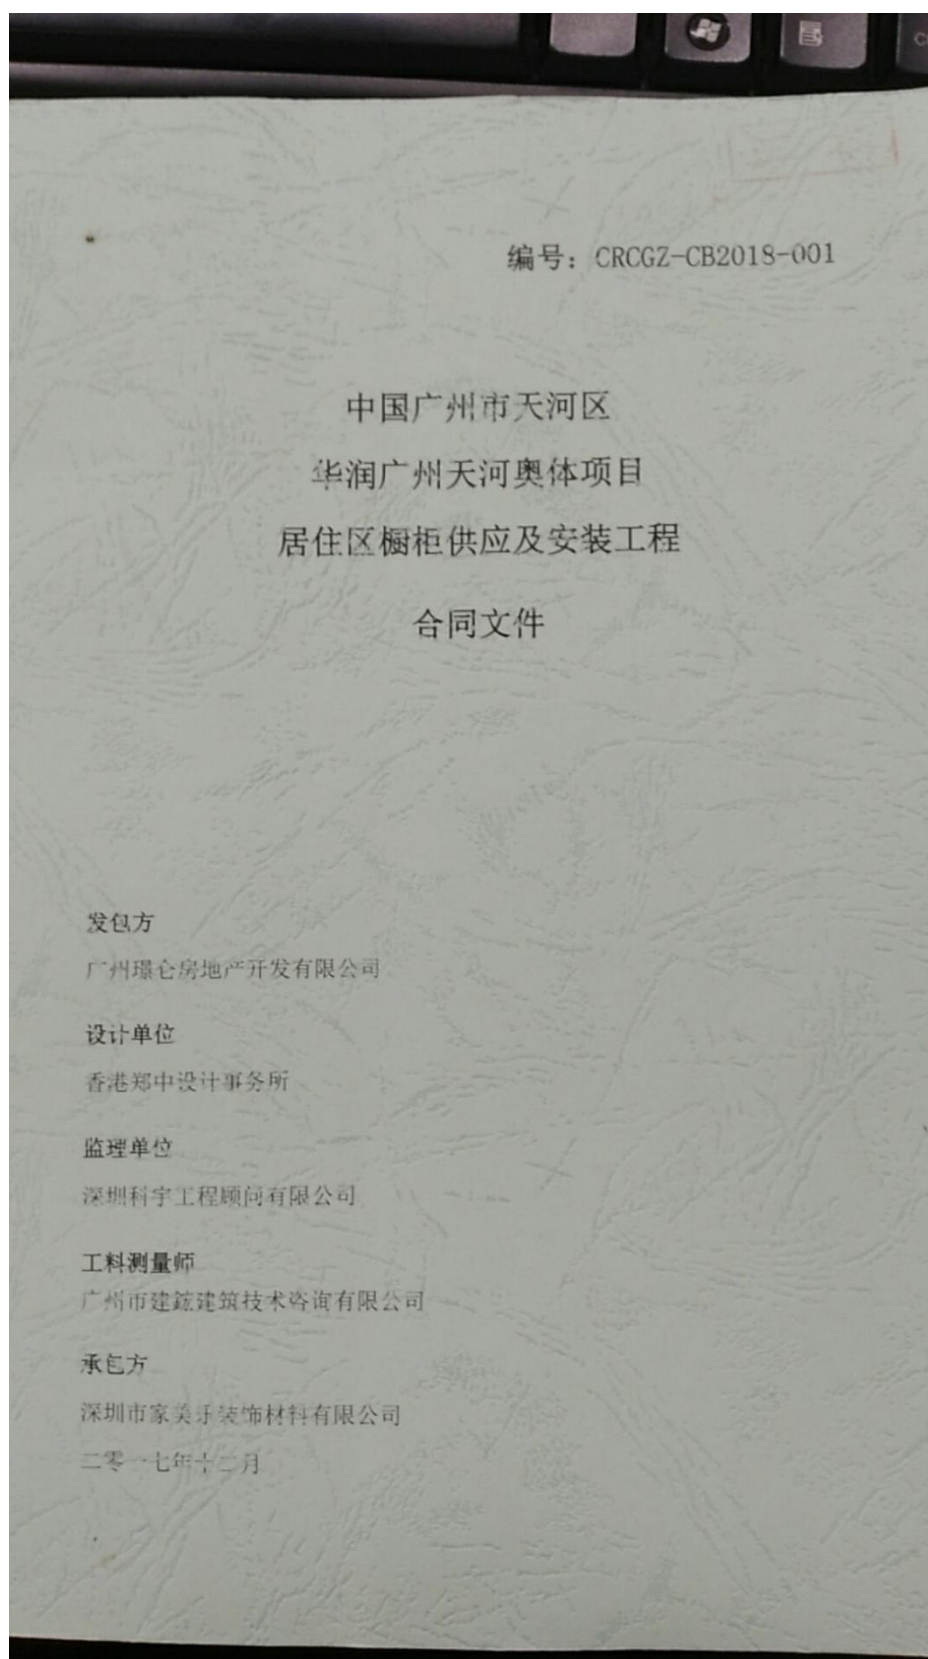 编号：CRCGZ-CB2018-001
中国广州市天河区
华润广州天河奥体项目
居住区橱柜供应及安装工程
合同文件
发包方
广州璟仑房地产开发有限公司
设计单位
香港郑中设计事务所
监理单位
深圳科宇工程顾问有限公司
工料测量师
广州市建鋐建筑技术咨询有限公司
承包方
深圳市家美乐装饰材料有限公司
二零一七年十二月